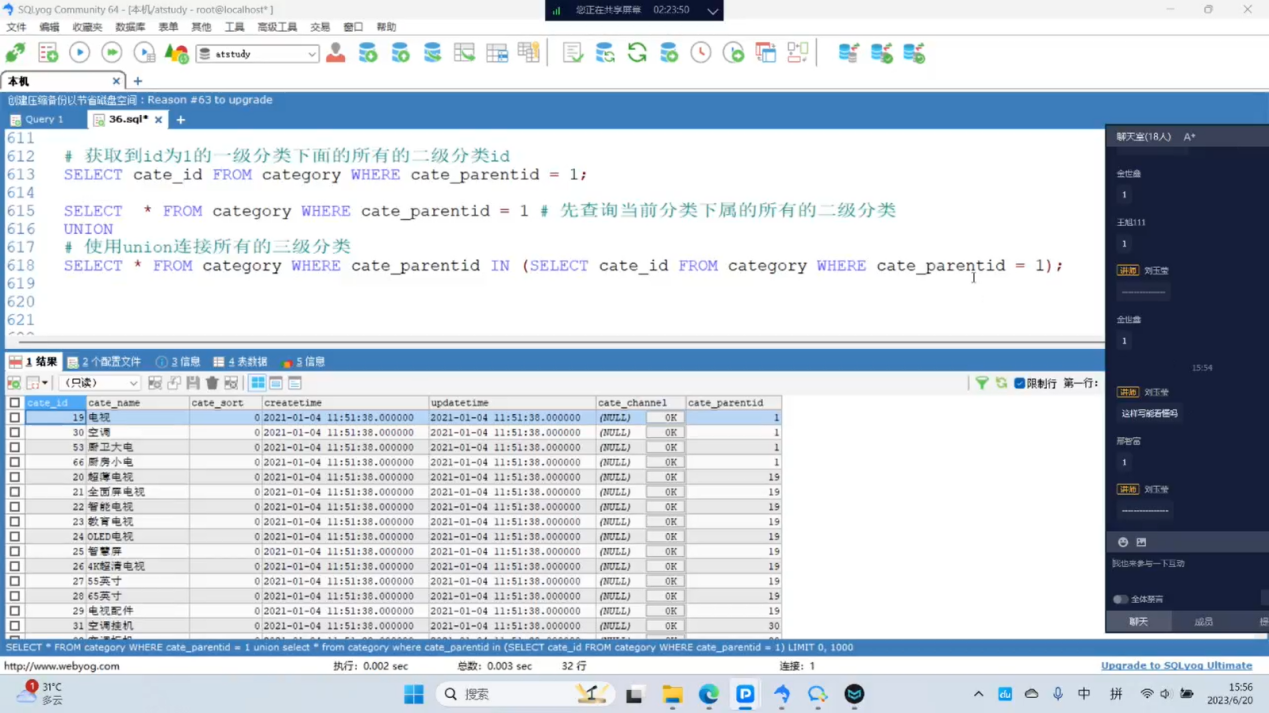 SQLyog Community 64 - [本机/atstudy - root@localhost*]
您正在共享屏幕 02:23:50
文件 编辑 收藏夹 数据库 表单 其他 工具 高级工具 交易 窗口 帮助
atstudy
本机
创建压缩备份以节省磁盘空间 : Reason #63 to upgrade
Query 1 36.sql*
611
612 # 获取到id为1的一级分类下面的所有的二级分类id
613 SELECT cate_id FROM category WHERE cate_parentid = 1;
614
615 SELECT * FROM category WHERE cate_parentid = 1 # 先查询当前分类下属的所有的二级分类
616 UNION
617 # 使用union连接所有的三级分类
618 SELECT * FROM category WHERE cate_parentid IN (SELECT cate_id FROM category WHERE cate_parentid = 1);
619
620
621
1 结果 2 个配置文件 3 信息 4 表数据 5 信息
(只读) 限制行 第一行:
cate_id cate_name cate_sort createtime updatetime cate_channel cate_parentid
19 电视 0 2021-01-04 11:51:38.000000 2021-01-04 11:51:38.000000 (NULL) 0K 1
30 空调 0 2021-01-04 11:51:38.000000 2021-01-04 11:51:38.000000 (NULL) 0K 1
53 厨卫大电 0 2021-01-04 11:51:38.000000 2021-01-04 11:51:38.000000 (NULL) 0K 1
66 厨房小电 0 2021-01-04 11:51:38.000000 2021-01-04 11:51:38.000000 (NULL) 0K 1
20 超薄电视 0 2021-01-04 11:51:38.000000 2021-01-04 11:51:38.000000 (NULL) 0K 19
21 全面屏电视 0 2021-01-04 11:51:38.000000 2021-01-04 11:51:38.000000 (NULL) 0K 19
22 智能电视 0 2021-01-04 11:51:38.000000 2021-01-04 11:51:38.000000 (NULL) 0K 19
23 教育电视 0 2021-01-04 11:51:38.000000 2021-01-04 11:51:38.000000 (NULL) 0K 19
24 OLED电视 0 2021-01-04 11:51:38.000000 2021-01-04 11:51:38.000000 (NULL) 0K 19
25 智慧屏 0 2021-01-04 11:51:38.000000 2021-01-04 11:51:38.000000 (NULL) 0K 19
26 4K超清电视 0 2021-01-04 11:51:38.000000 2021-01-04 11:51:38.000000 (NULL) 0K 19
27 55英寸 0 2021-01-04 11:51:38.000000 2021-01-04 11:51:38.000000 (NULL) 0K 19
28 65英寸 0 2021-01-04 11:51:38.000000 2021-01-04 11:51:38.000000 (NULL) 0K 19
29 电视配件 0 2021-01-04 11:51:38.000000 2021-01-04 11:51:38.000000 (NULL) 0K 19
31 空调挂机 0 2021-01-04 11:51:38.000000 2021-01-04 11:51:38.000000 (NULL) 0K 30
SELECT * FROM category WHERE cate_parentid = 1 union select * from category where cate_parentid in (SELECT cate_id FROM category WHERE cate_parentid = 1) LIMIT 0, 1000
http://www.webyog.com 执行: 0.002 sec 总数: 0.003 sec 32 行 连接: 1 Upgrade to SQLyog Ultimate
聊天室(18人) A+
1
王旭111
1
讲师 刘玉莹
---------------
1
15:54
讲师 刘玉莹
这样写能看懂吗
邢智富
1
讲师 刘玉莹
---------------
我也来参与一下互动
全体禁言
聊天 成员
1
31°C
多云
搜索
中 拼
15:56
2023/6/20